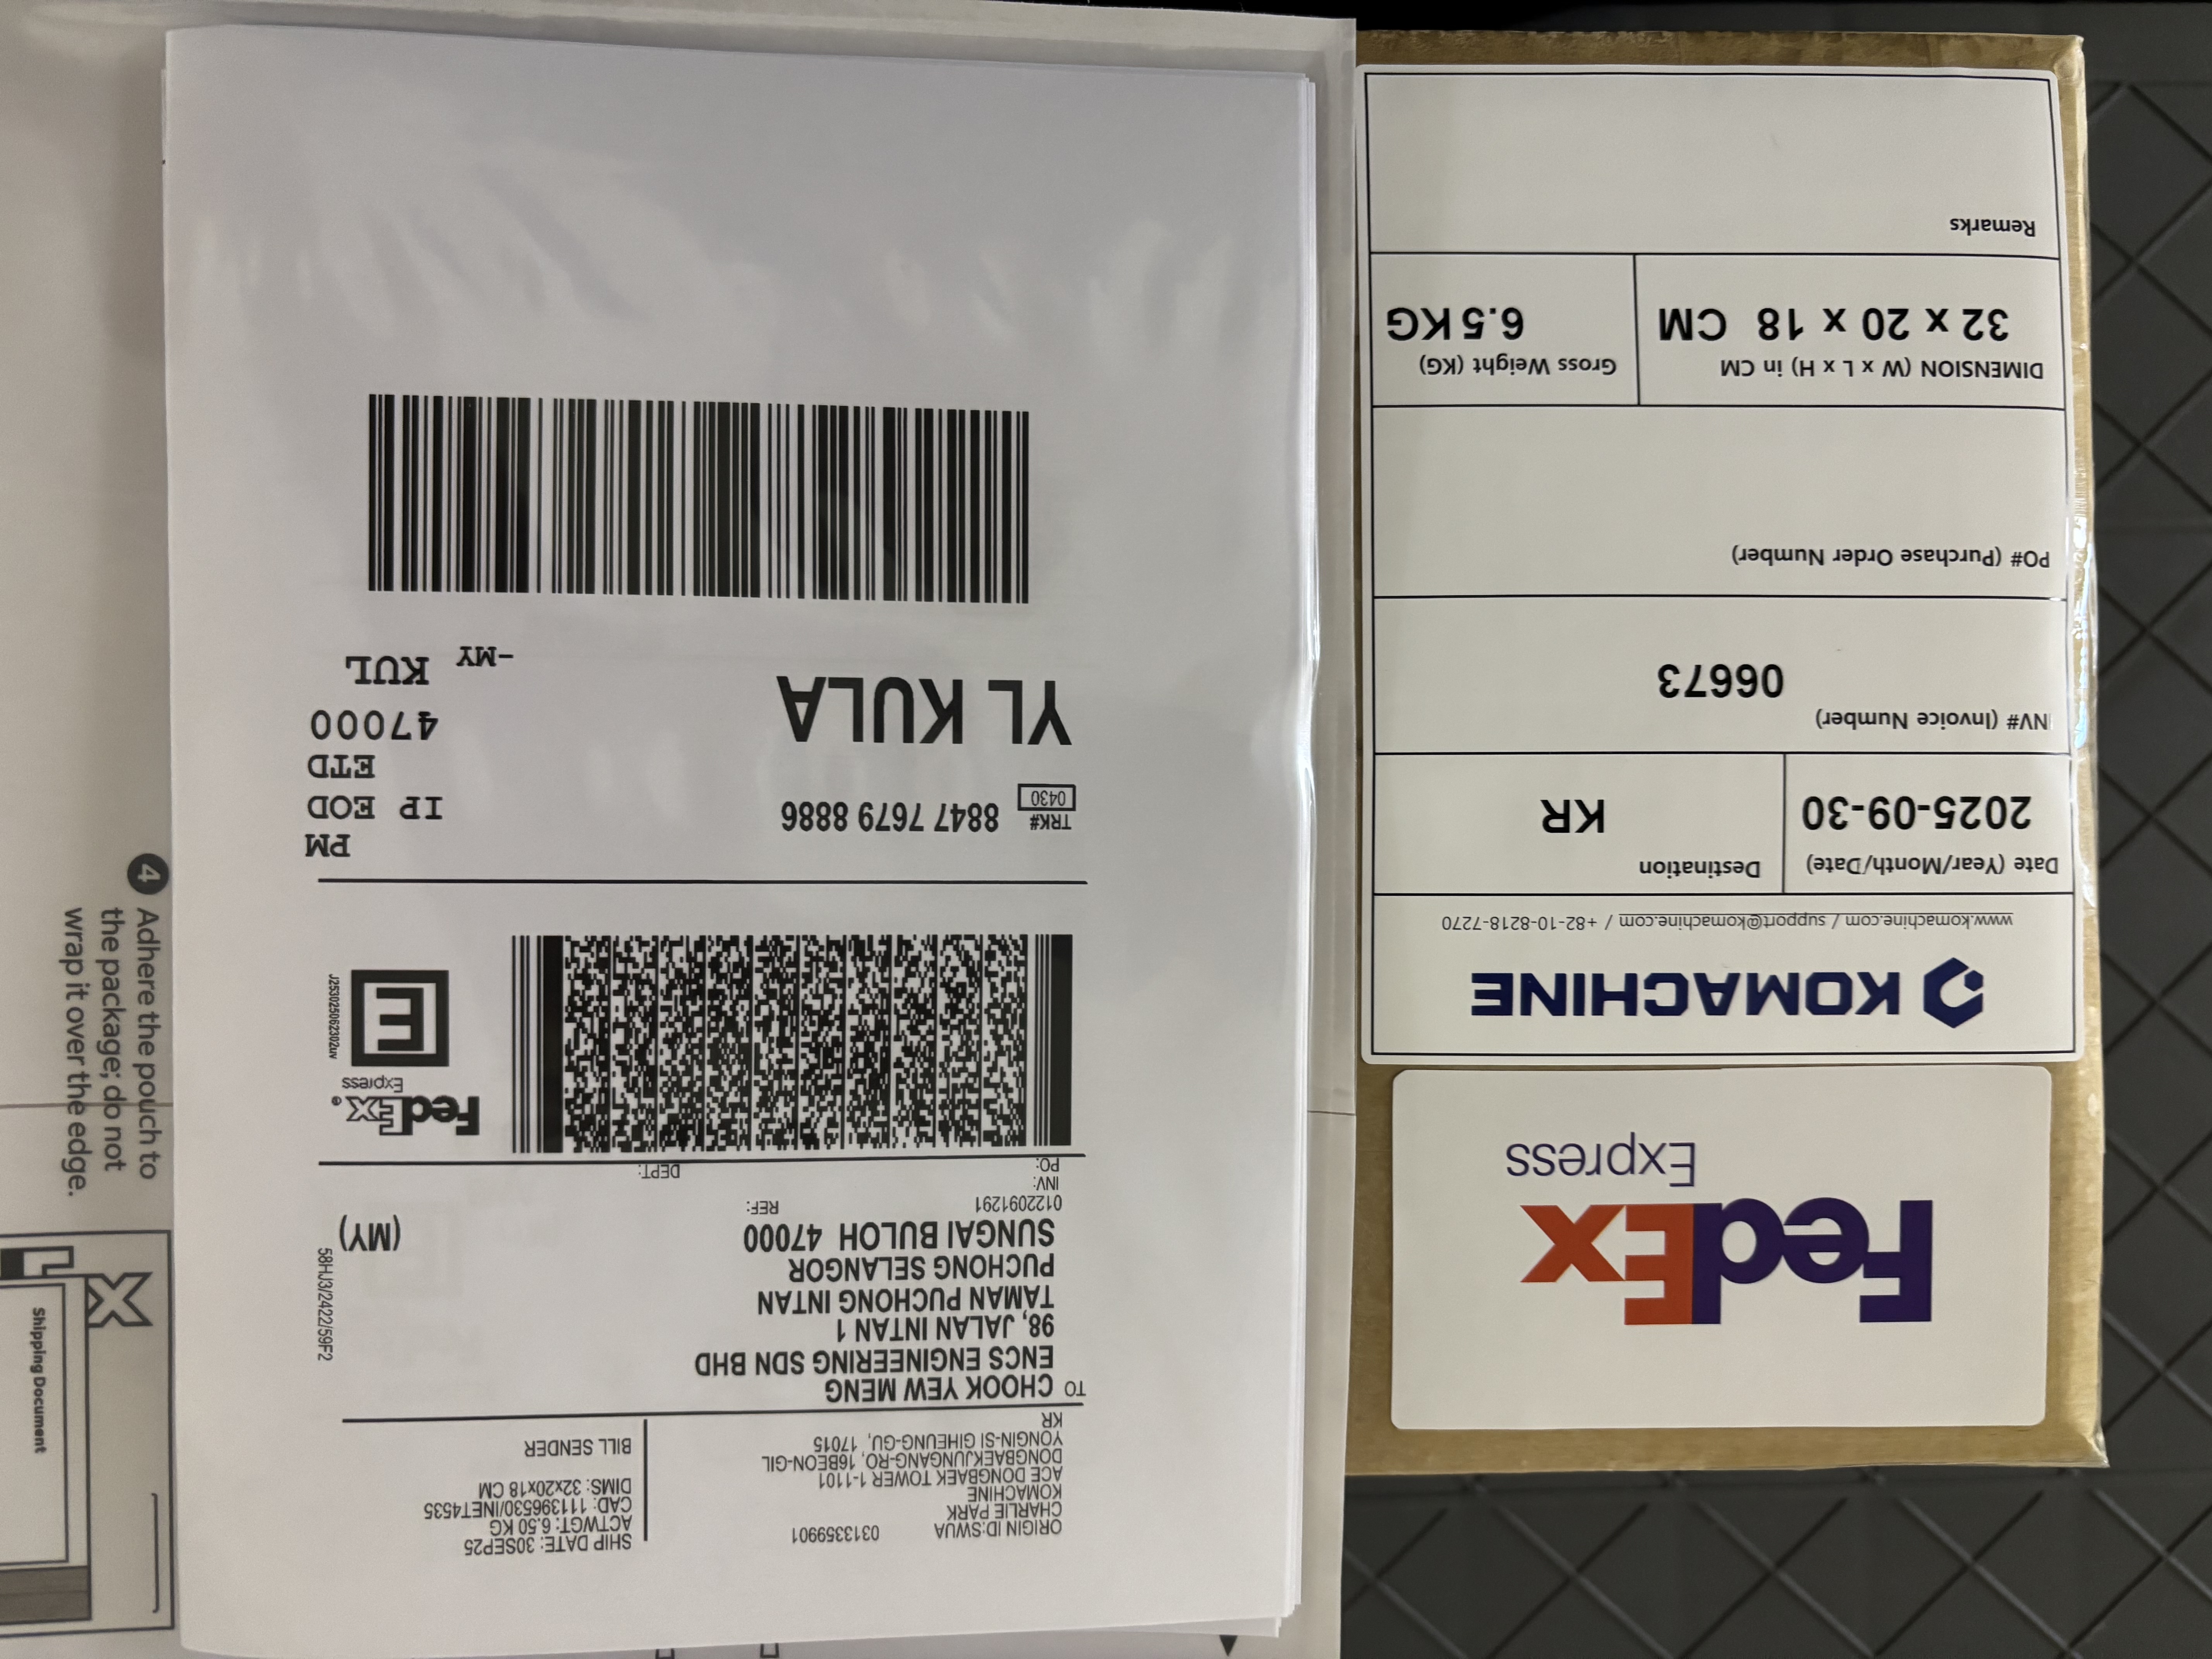 ORIGIN ID:SWUA 0313359901
CHARLIE PARK
KOMACHINE
ACE DONGBAEK TOWER 1-1101
DONGBAEKJUNGANG-RO, 16BEON-GIL
YONGIN-SI GIHEUNG-GU, 17015
KR
SHIP DATE: 30SEP25
ACTWGT: 6.50 KG
CAD: 111396530/INET4535
DIMS: 32x20x18 CM
BILL SENDER
TO CHOOK YEW MENG
ENCS ENGINEERING SDN BHD
98, JALAN INTAN 1
TAMAN PUCHONG INTAN
PUCHONG SELANGOR
SUNGAI BULOH 47000
(MY)
0122091291 REF:
INV:
PO: DEPT:
58HJ3/2422/59F2
FedEx
Express
E
J253025062302uv
TRK# 8847 7679 8886
0430
PM
IP EOD
ETD
YL KULA
47000
-MY KUL
FedEx
Express
KOMACHINE
www.komachine.com / support@komachine.com / +82-10-8218-7270
Date (Year/Month/Date)
2025-09-30
Destination
KR
INV# (Invoice Number)
06673
PO# (Purchase Order Number)
DIMENSION (W x L x H) in CM
32 x 20 x 18 CM
Gross Weight (KG)
6.5 KG
Remarks
4 Adhere the pouch to
the package; do not
wrap it over the edge.
x
Shipping Document